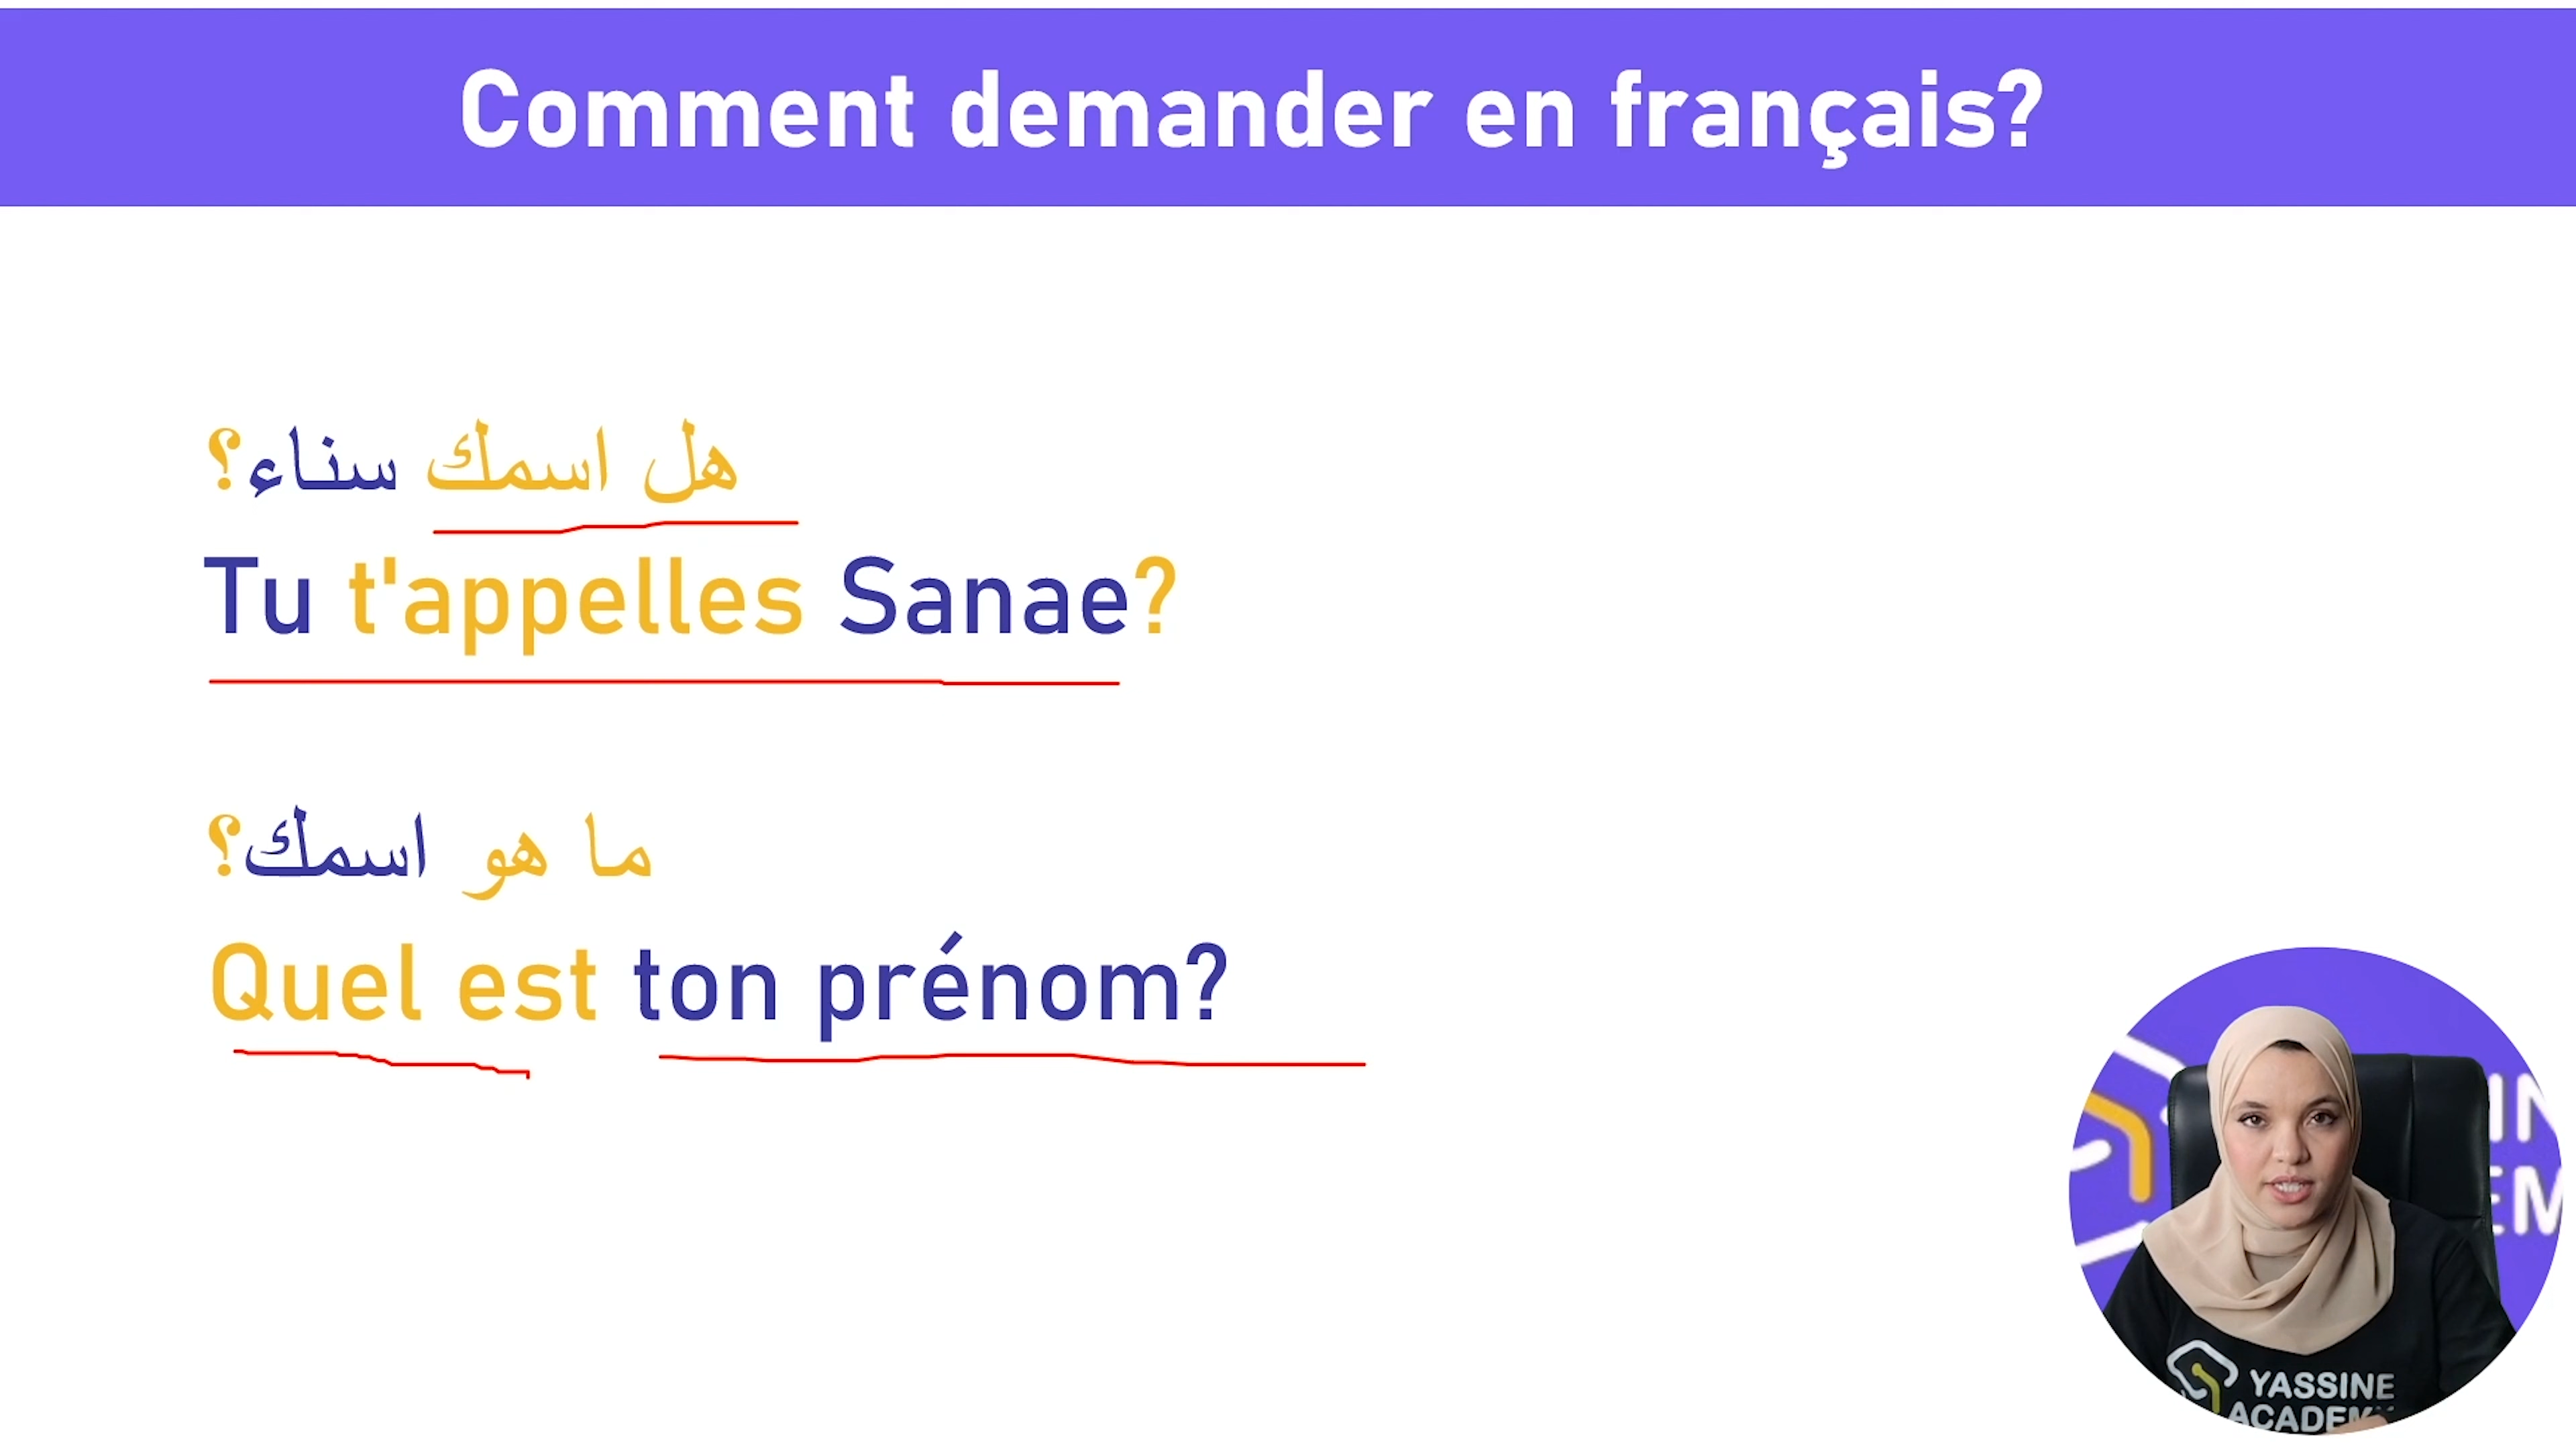 Comment demander en français?
هل اسمك سناء؟
Tu t'appelles Sanae?
ما هو اسمك؟
Quel est ton prénom?
YASSINE